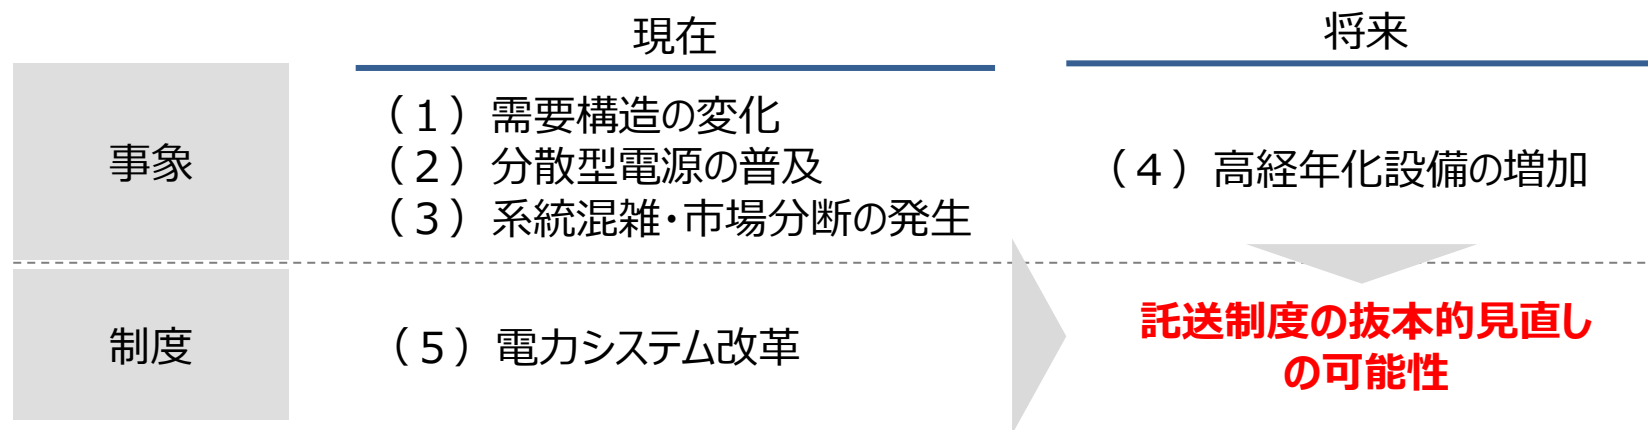 現在
将来
事象
（１）需要構造の変化
（２）分散型電源の普及
（３）系統混雑・市場分断の発生
（４）高経年化設備の増加
制度
（５）電力システム改革
託送制度の抜本的見直し
の可能性